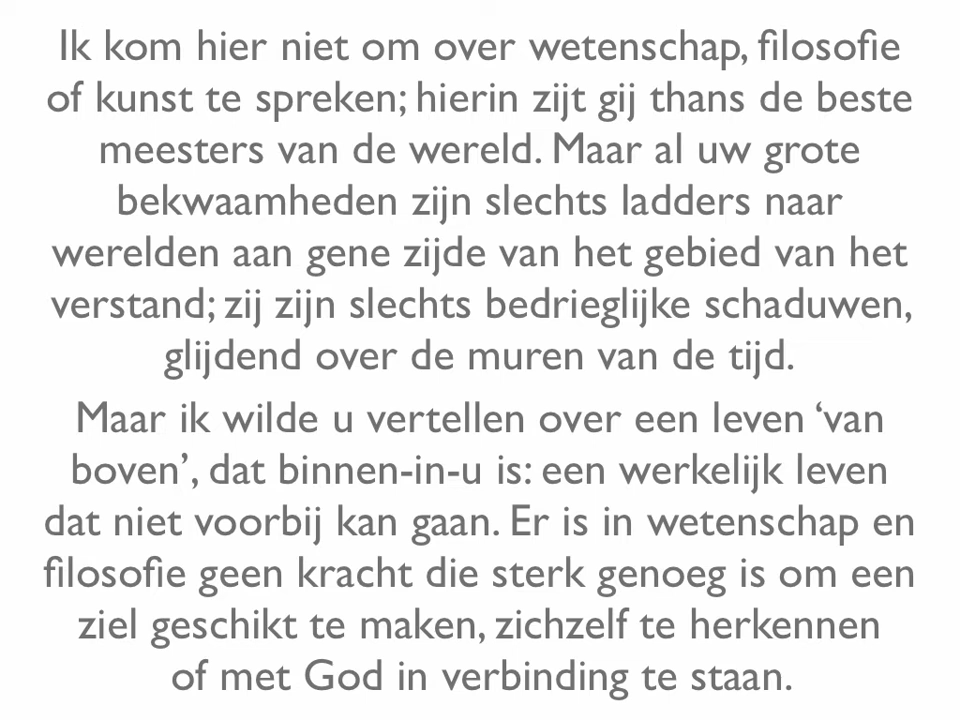 Ik kom hier niet om over wetenschap, filosofie
of kunst te spreken; hierin zijt gij thans de beste
meesters van de wereld. Maar al uw grote
bekwaamheden zijn slechts ladders naar
werelden aan gene zijde van het gebied van het
verstand; zij zijn slechts bedrieglijke schaduwen,
glijdend over de muren van de tijd.
Maar ik wilde u vertellen over een leven ‘van
boven’, dat binnen-in-u is: een werkelijk leven
dat niet voorbij kan gaan. Er is in wetenschap en
filosofie geen kracht die sterk genoeg is om een
ziel geschikt te maken, zichzelf te herkennen
of met God in verbinding te staan.